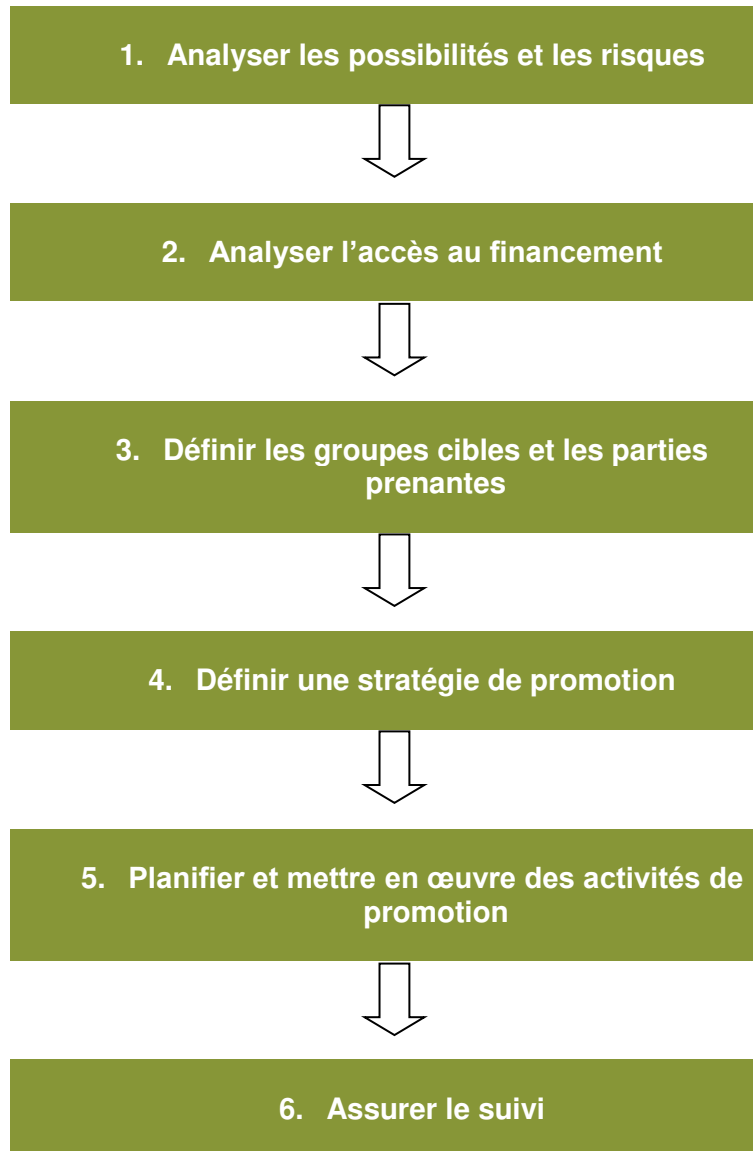 1. Analyser les possibilités et les risques
2. Analyser l’accès au financement
3. Définir les groupes cibles et les parties
prenantes
4. Définir une stratégie de promotion
5. Planifier et mettre en œuvre des activités de
promotion
6. Assurer le suivi